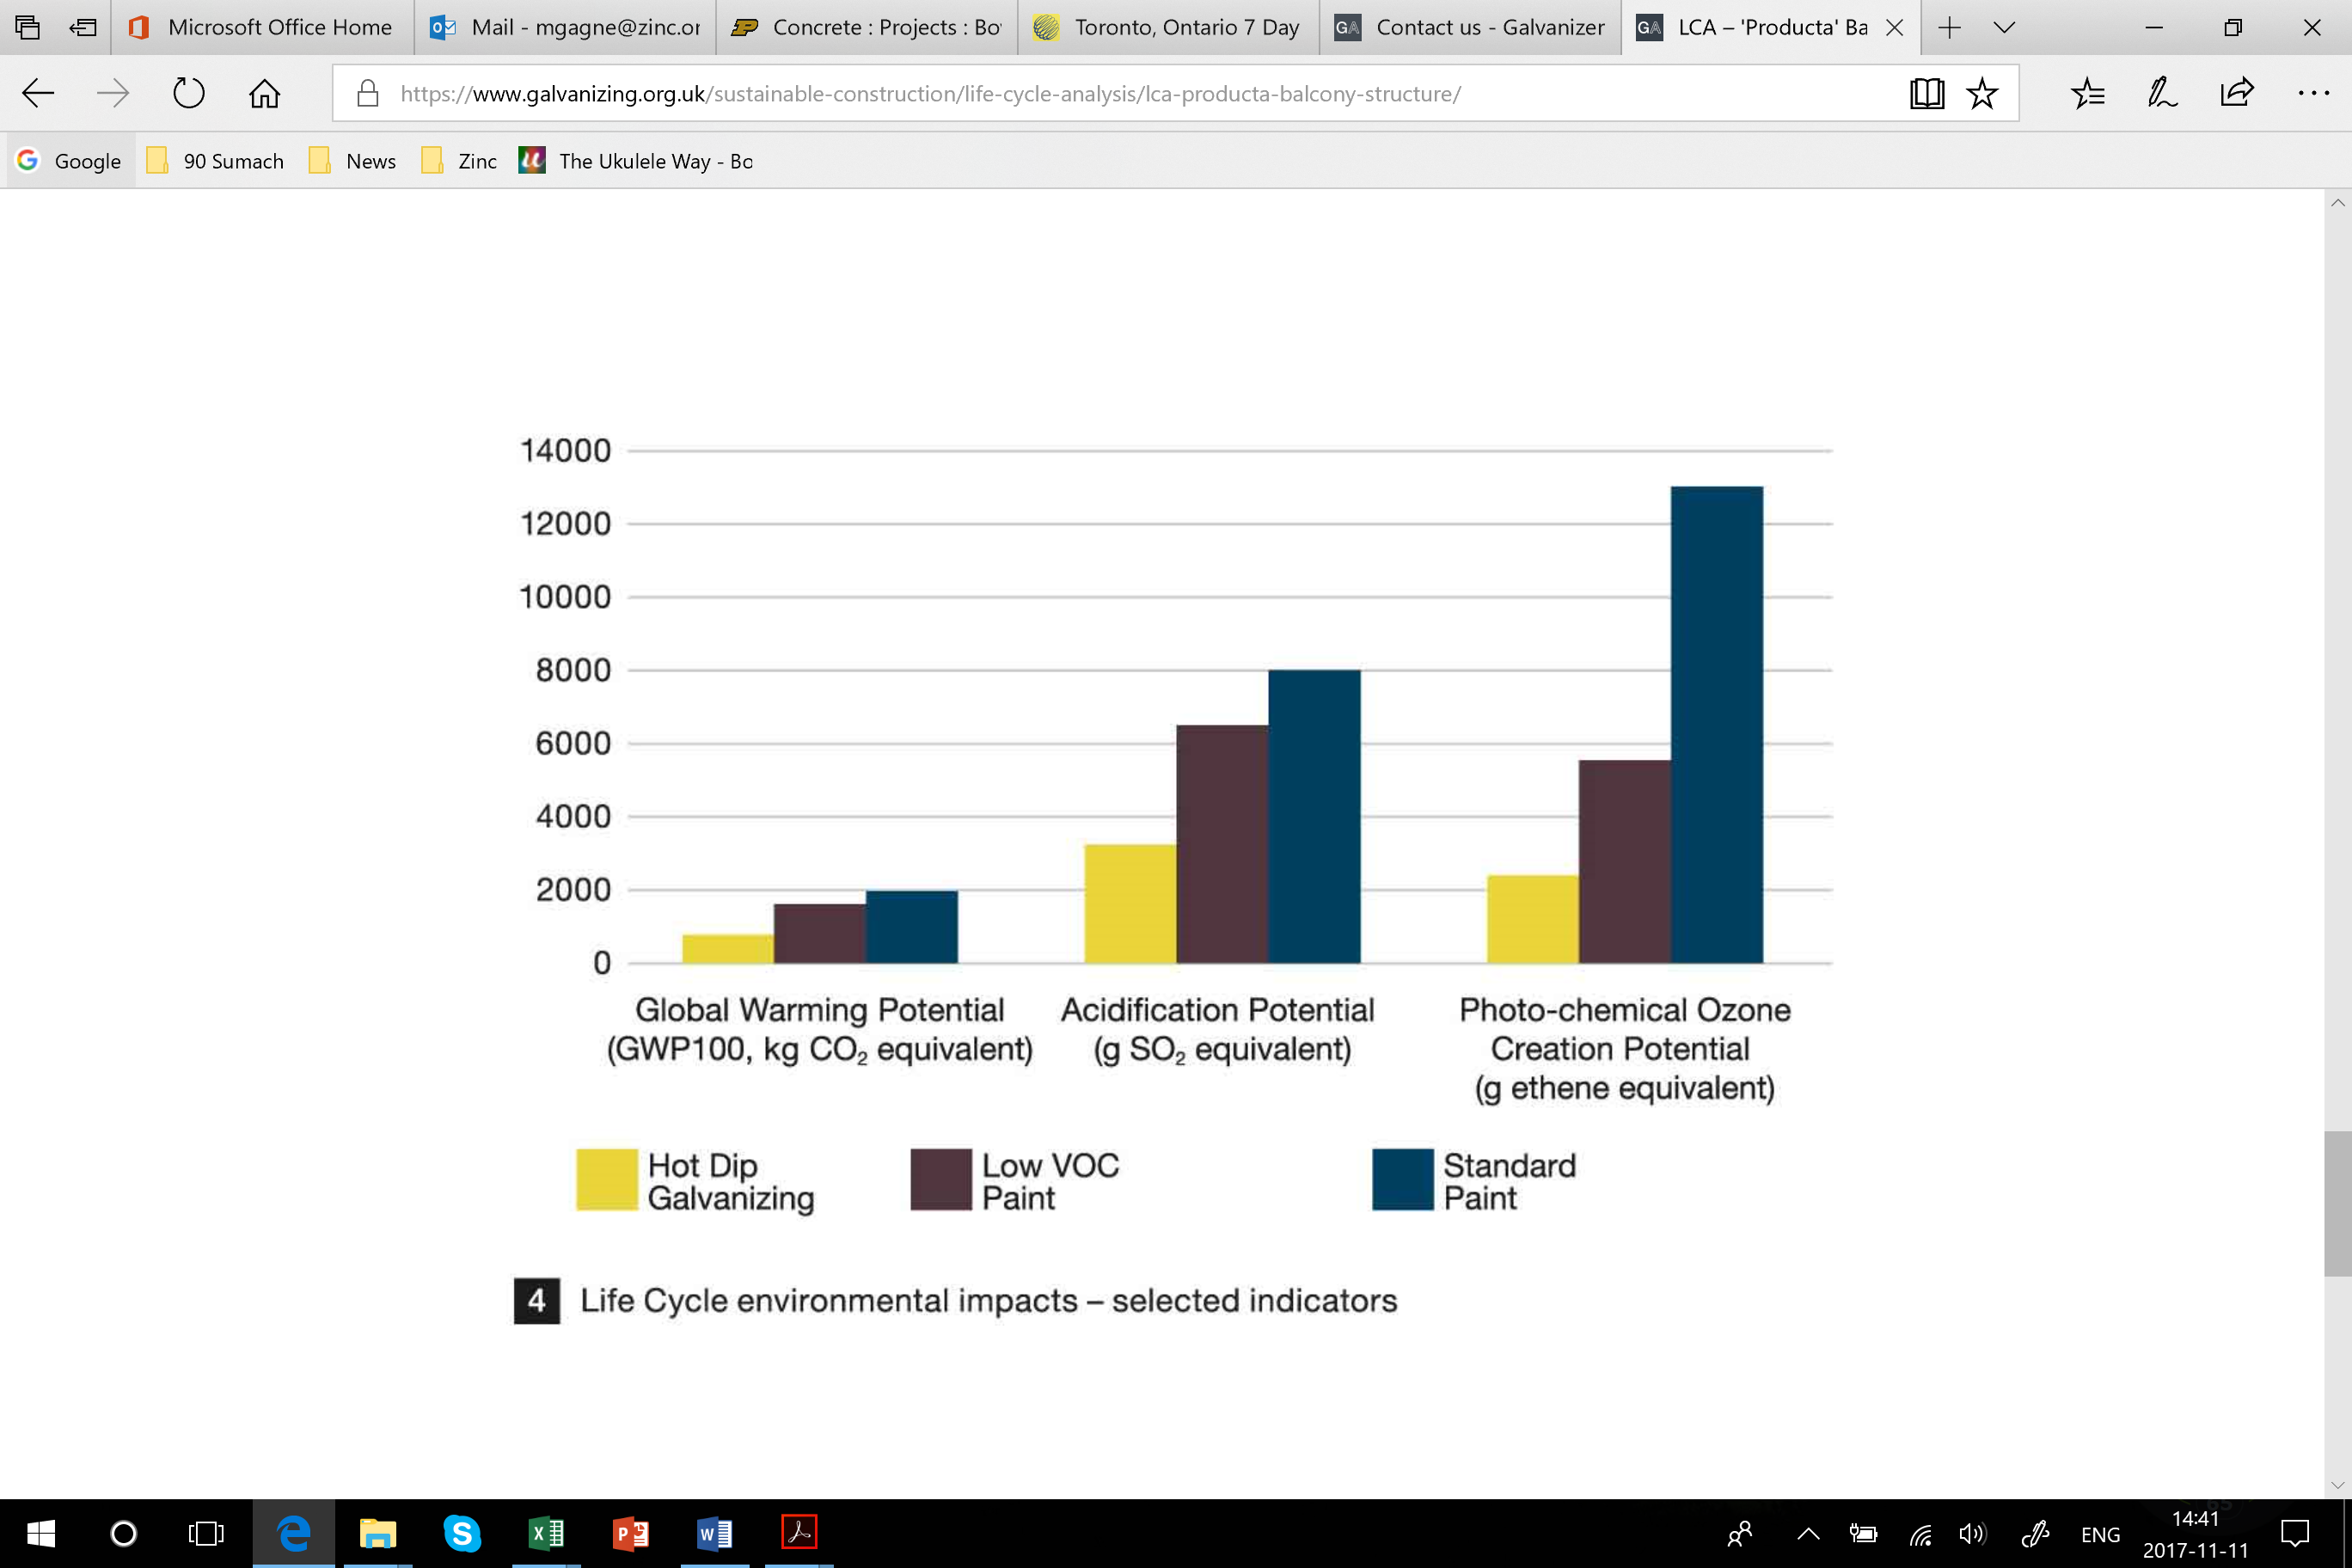 Microsoft Office Home
Mail - mgagne@zinc.or
Concrete : Projects : Bo
Toronto, Ontario 7 Day
GA Contact us - Galvanizer
GA LCA – 'Producta' Ba
https://www.galvanizing.org.uk/sustainable-construction/life-cycle-analysis/lca-producta-balcony-structure/
Google
90 Sumach
News
Zinc
The Ukulele Way - Bo
14000
12000
10000
8000
6000
4000
2000
0
Global Warming Potential
(GWP100, kg CO₂ equivalent)
Acidification Potential
(g SO₂ equivalent)
Photo-chemical Ozone
Creation Potential
(g ethene equivalent)
Hot Dip
Galvanizing
Low VOC
Paint
Standard
Paint
4 Life Cycle environmental impacts – selected indicators
ENG
14:41
2017-11-11